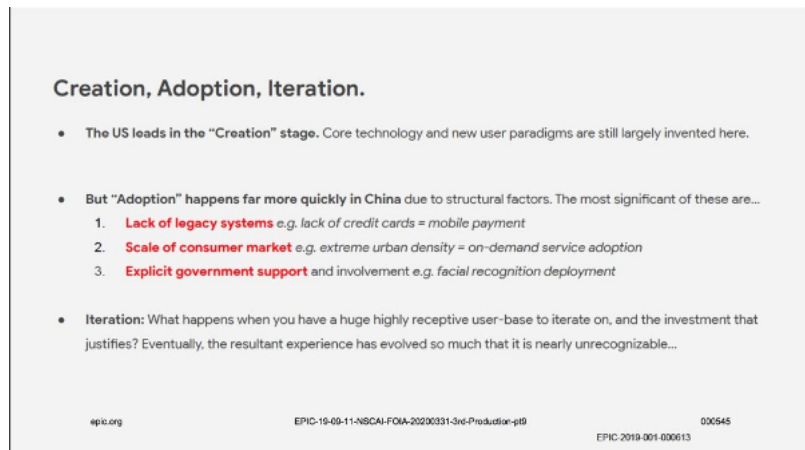 Creation, Adoption, Iteration.
● The US leads in the “Creation” stage. Core technology and new user paradigms are still largely invented here.
● But “Adoption” happens far more quickly in China due to structural factors. The most significant of these are...
1. Lack of legacy systems e.g. lack of credit cards = mobile payment
2. Scale of consumer market e.g. extreme urban density = on-demand service adoption
3. Explicit government support and involvement e.g. facial recognition deployment
● Iteration: What happens when you have a huge highly receptive user-base to iterate on, and the investment that
justifies? Eventually, the resultant experience has evolved so much that it is nearly unrecognizable...
epic.org EPIC-19-09-11-NSCAI-FOIA-20200331-3rd-Production-pt9 000545
EPIC-2019-001-000613